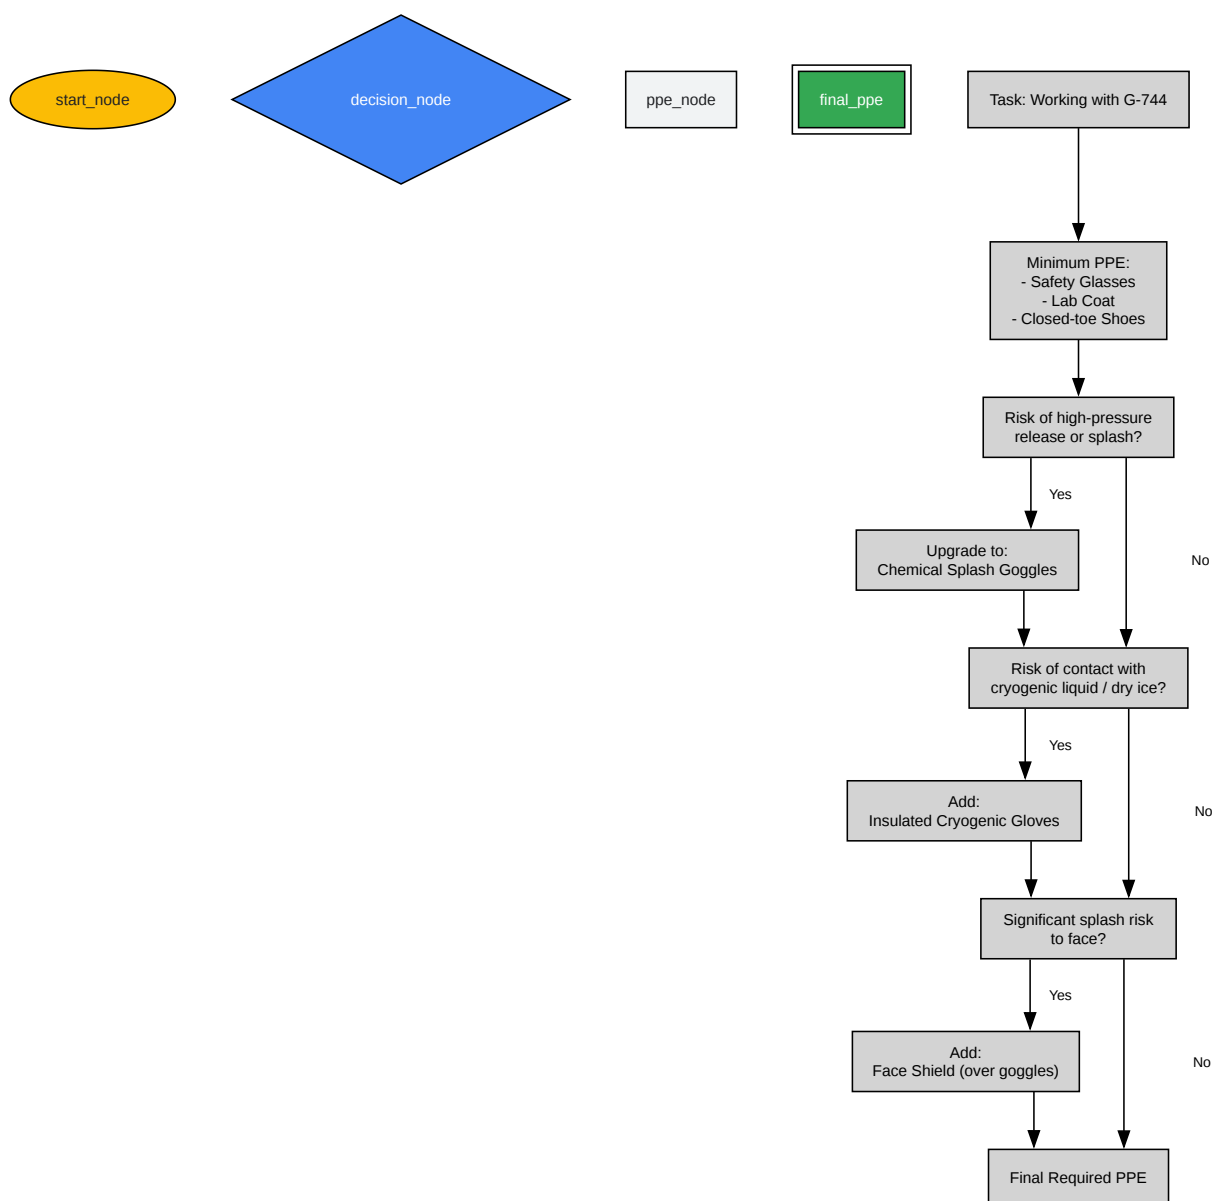 start_node
decision_node
ppe_node
final_ppe
Task: Working with G-744
Minimum PPE:
- Safety Glasses
- Lab Coat
- Closed-toe Shoes
Risk of high-pressure
release or splash?
Yes
Upgrade to:
Chemical Splash Goggles
No
Risk of contact with
cryogenic liquid / dry ice?
Yes
Add:
Insulated Cryogenic Gloves
No
Significant splash risk
to face?
Yes
Add:
Face Shield (over goggles)
No
Final Required PPE